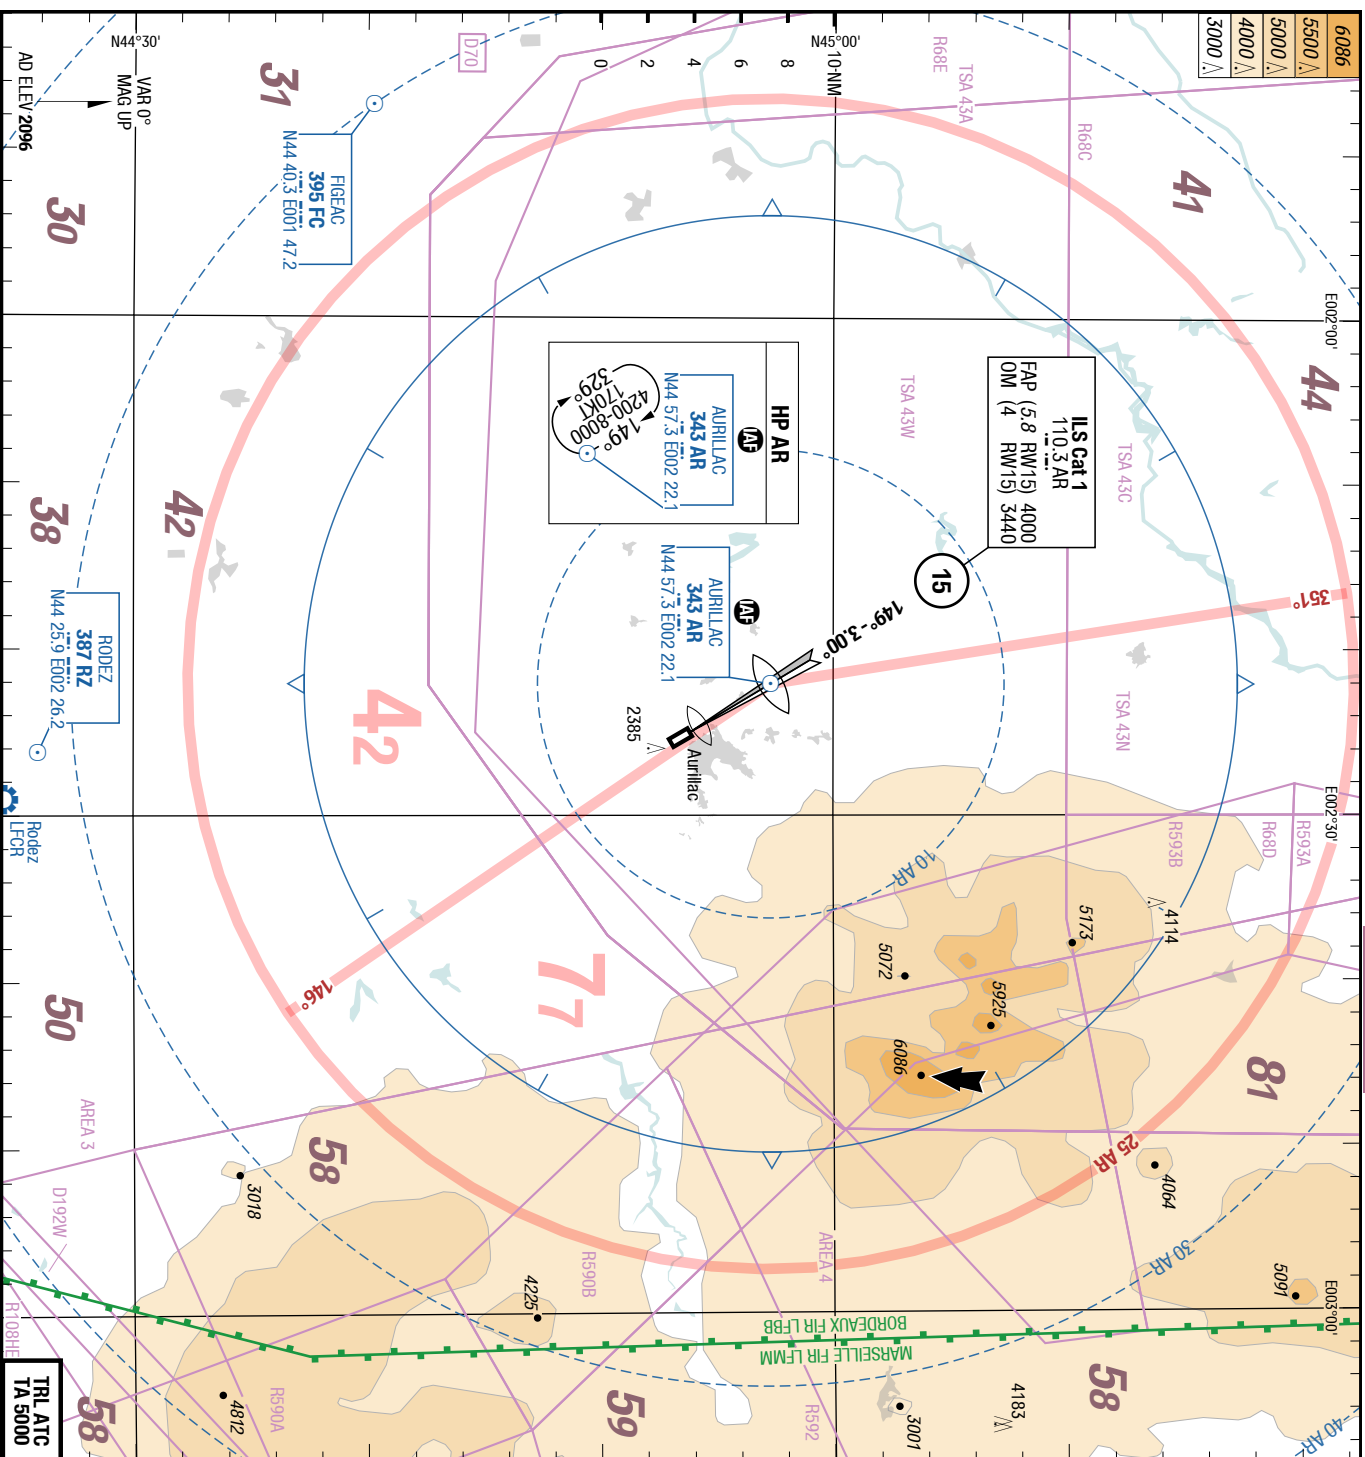 6086
5500
5000
4000
3000
R68E
TSA 43A
R68C
41
44
E002°00'
N45°00'
10 NM
8
6
4
2
0
D70
N44°30'
VAR 0°
MAG UP
AD ELEV 2096
31
30
FIGEAC
395 FC
N44 40.3 E001 47.2
ILS Cat 1
110.3 AR
FAP (5.8 RW15) 4000
OM (4 RW15) 3440
15
TSA 43W
TSA 43C
TSA 43N
351°
HP AR
IAF
AURILLAC
343 AR
N44 57.3 E002 22.1
149°
4200-8000
170KT
329°
IAF
AURILLAC
343 AR
N44 57.3 E002 22.1
149° - 3.00°
2385
Aurillac
42
38
42
RODEZ
387 RZ
N44 25.9 E002 26.2
Rodez
LFCR
E002°30'
R593A
R68D
R593B
10 AR
4114
5173
5072
5925
6086
77
146°
50
81
25 AR
4064
30 AR
5091
E003°00'
AREA 3
58
3018
D192W
R108HE
AREA 4
R590B
4225
BORDEAUX FIR LFBB
MARSEILLE FIR LFMM
58
4183
3001
R592
59
R590A
4812
58
40 AR
TRL ATC
TA 5000